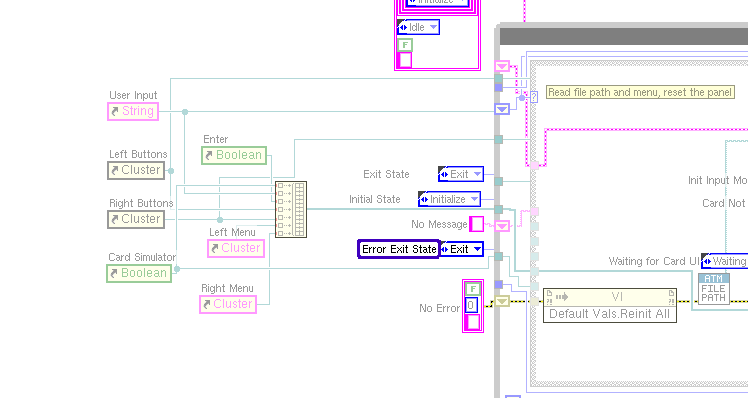 Initialize
Idle
F
Read file path and menu, reset the panel
?
User Input
String
Enter
Boolean
Left Buttons
Cluster
Exit State
Exit
Init Input Mo
Initial State
Initialize
Card Not
Right Buttons
Cluster
No Message
Left Menu
Cluster
Error Exit State
Exit
Card Simulator
Boolean
Waiting for Card UI
Waiting
ATM
FILE
PATH
Right Menu
Cluster
No Error
F
0
VI
Default Vals.Reinit All